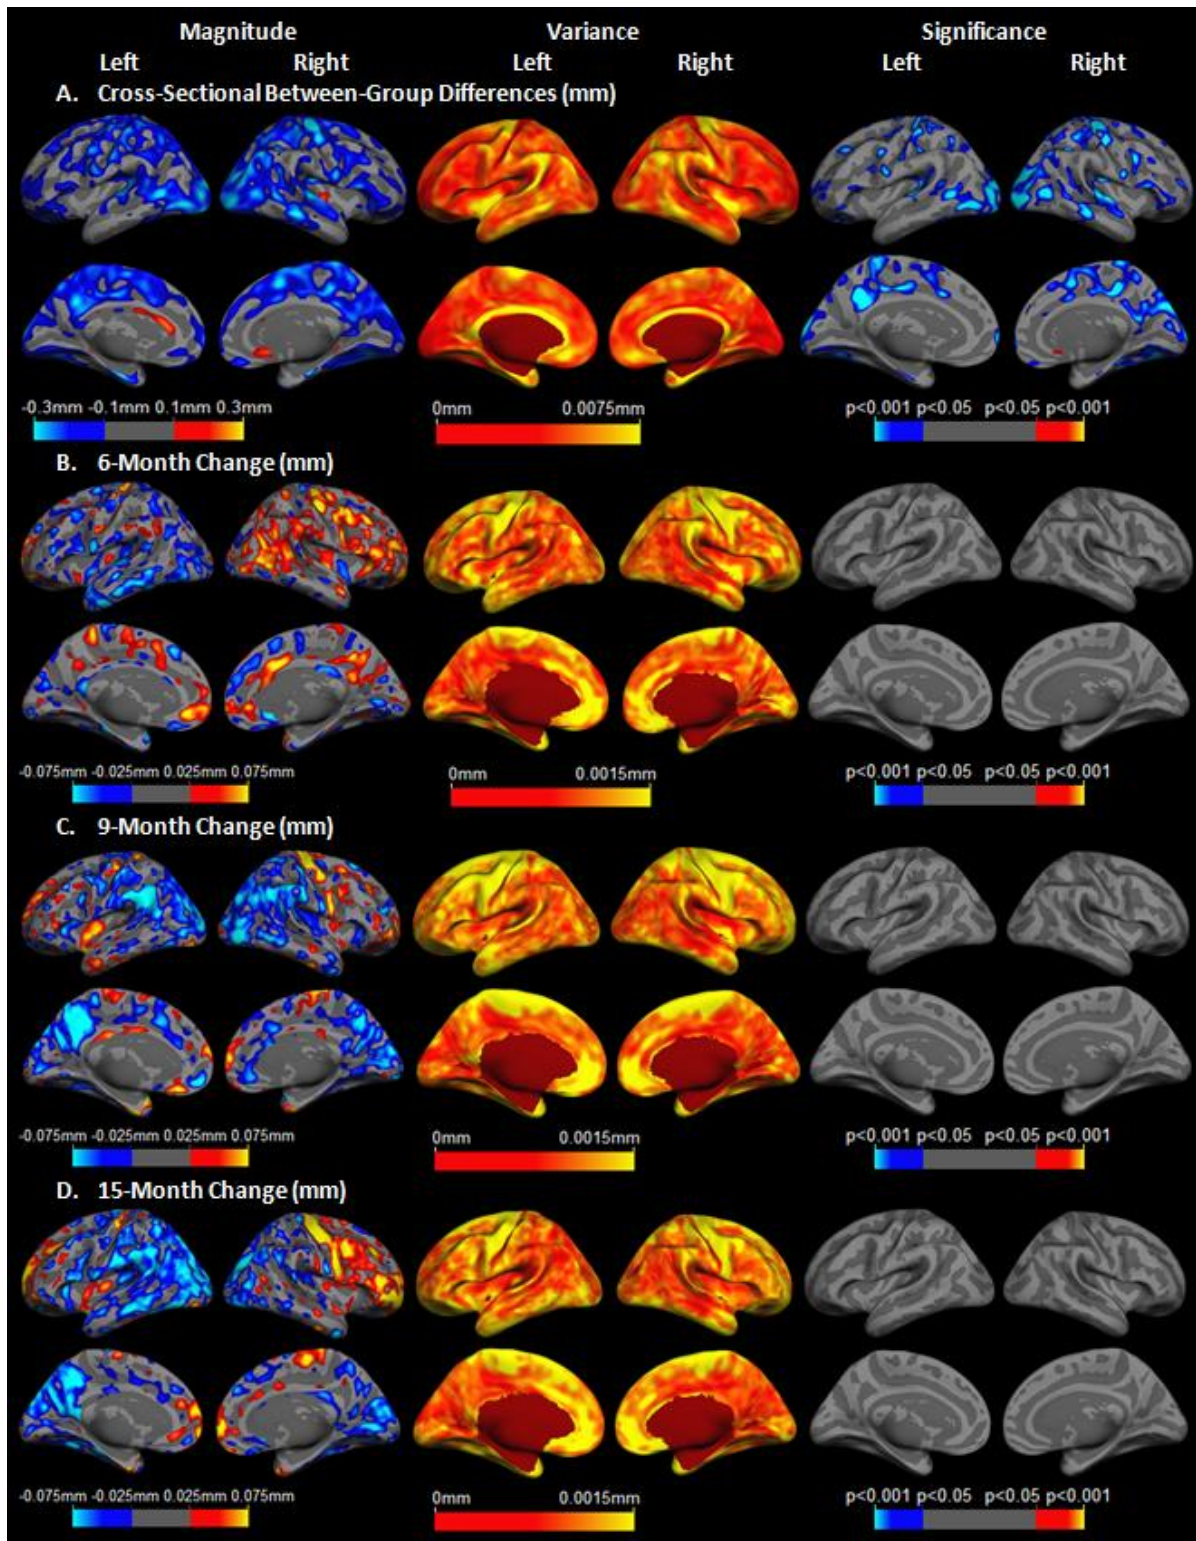 Magnitude Variance Significance
Left Right Left Right Left Right
A. Cross-Sectional Between-Group Differences (mm)
-0.3mm -0.1mm 0.1mm 0.3mm 0mm 0.0075mm p<0.001 p<0.05 p<0.05 p<0.001
B. 6-Month Change (mm)
-0.075mm -0.025mm 0.025mm 0.075mm 0mm 0.0015mm p<0.001 p<0.05 p<0.05 p<0.001
C. 9-Month Change (mm)
-0.075mm -0.025mm 0.025mm 0.075mm 0mm 0.0015mm p<0.001 p<0.05 p<0.05 p<0.001
D. 15-Month Change (mm)
-0.075mm -0.025mm 0.025mm 0.075mm 0mm 0.0015mm p<0.001 p<0.05 p<0.05 p<0.001